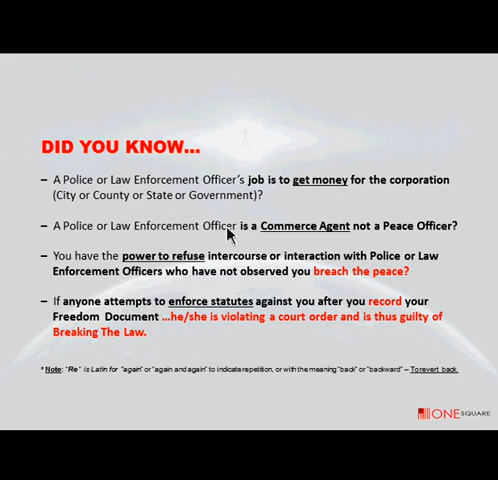 DID YOU KNOW...
– A Police or Law Enforcement Officer's job is to get money for the corporation
(City or County or State or Government)?
– A Police or Law Enforcement Officer is a Commerce Agent not a Peace Officer?
– You have the power to refuse intercourse or interaction with Police or Law
Enforcement Officers who have not observed you breach the peace?
– If anyone attempts to enforce statutes against you after you record your
Freedom Document ...he/she is violating a court order and is thus guilty of
Breaking The Law.
* Note: "Re" is Latin for "again" or "again and again" to indicate repetition, or with the meaning "back" or "backward" – To revert back.
ONE SQUARE